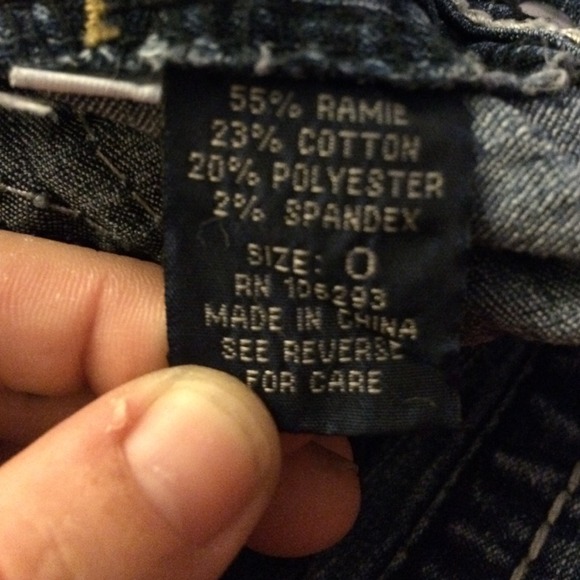 55% RAMIE
23% COTTON
20% POLYESTER
2% SPANDEX
SIZE: 0
RN 106293
MADE IN CHINA
SEE REVERSE
FOR CARE